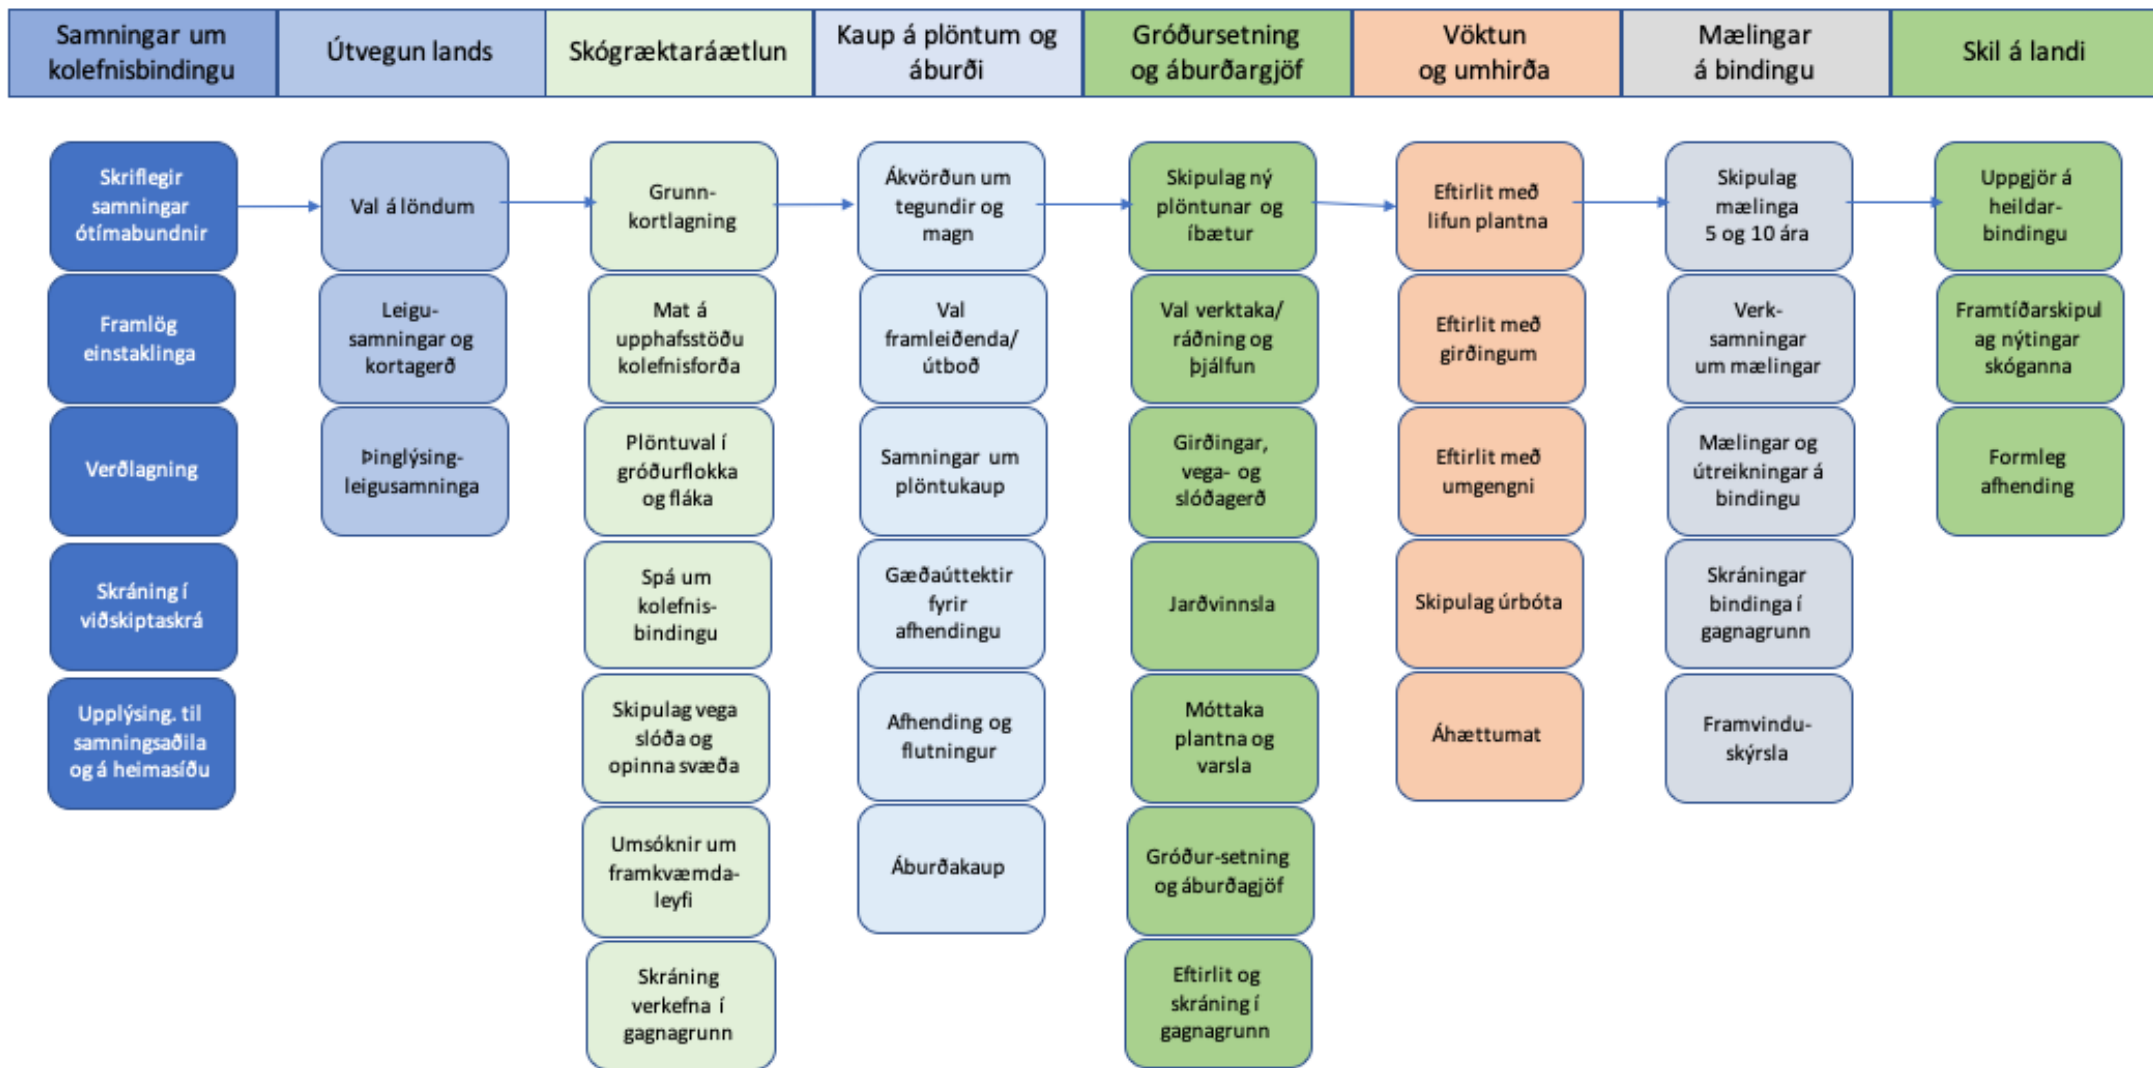 Samningar um
kolefnisbindingu
Útvegun lands
Skógræktaráætlun
Kaup á plöntum og
áburði
Gróðursetning
og áburðargjöf
Vöktun
og umhirða
Mælingar
á bindingu
Skil á landi
Skriflegir
samningar
ótímabundnir
Framlög
einstaklinga
Verðlagning
Skráning í
viðskiptaskrá
Upplýsing. til
samningsaðila
og á heimasíðu
Val á löndum
Leigu-
samningar og
kortagerð
Þinglýsing-
leigusamninga
Grunn-
kortlagning
Mat á
upphafsstöðu
kolefnisforða
Plöntuval í
gróðurflokka
og fláka
Spá um
kolefnis-
bindingu
Skipulag vega
slóða og
opinna svæða
Umsóknir um
framkvæmda-
leyfi
Skráning
verkefna í
gagnagrunn
Ákvörðun um
tegundir og
magn
Val
framleiðenda/
útboð
Samningar um
plöntukaup
Gæðaúttektir
fyrir
afhendingu
Afhending og
flutningur
Áburðakaup
Skipulag ný
plöntunar og
íbætur
Val verktaka/
ráðning og
þjálfun
Girðingar,
vega- og
slóðagerð
Jarðvinnsla
Móttaka
plantna og
varsla
Gróður-setning
og áburðagjöf
Eftirlit og
skráning í
gagnagrunn
Eftirlit með
lifun plantna
Eftirlit með
girðingum
Eftirlit með
umgengni
Skipulag úrbóta
Áhættumat
Skipulag
mælinga
5 og 10 ára
Verk-
samningar
um mælingar
Mælingar og
útreikningar á
bindingu
Skráningar
bindinga í
gagnagrunn
Framvindu-
skýrsla
Uppgjör á
heildar-
bindingu
Framtíðarskipul
ag nýtingar
skóganna
Formleg
afhending